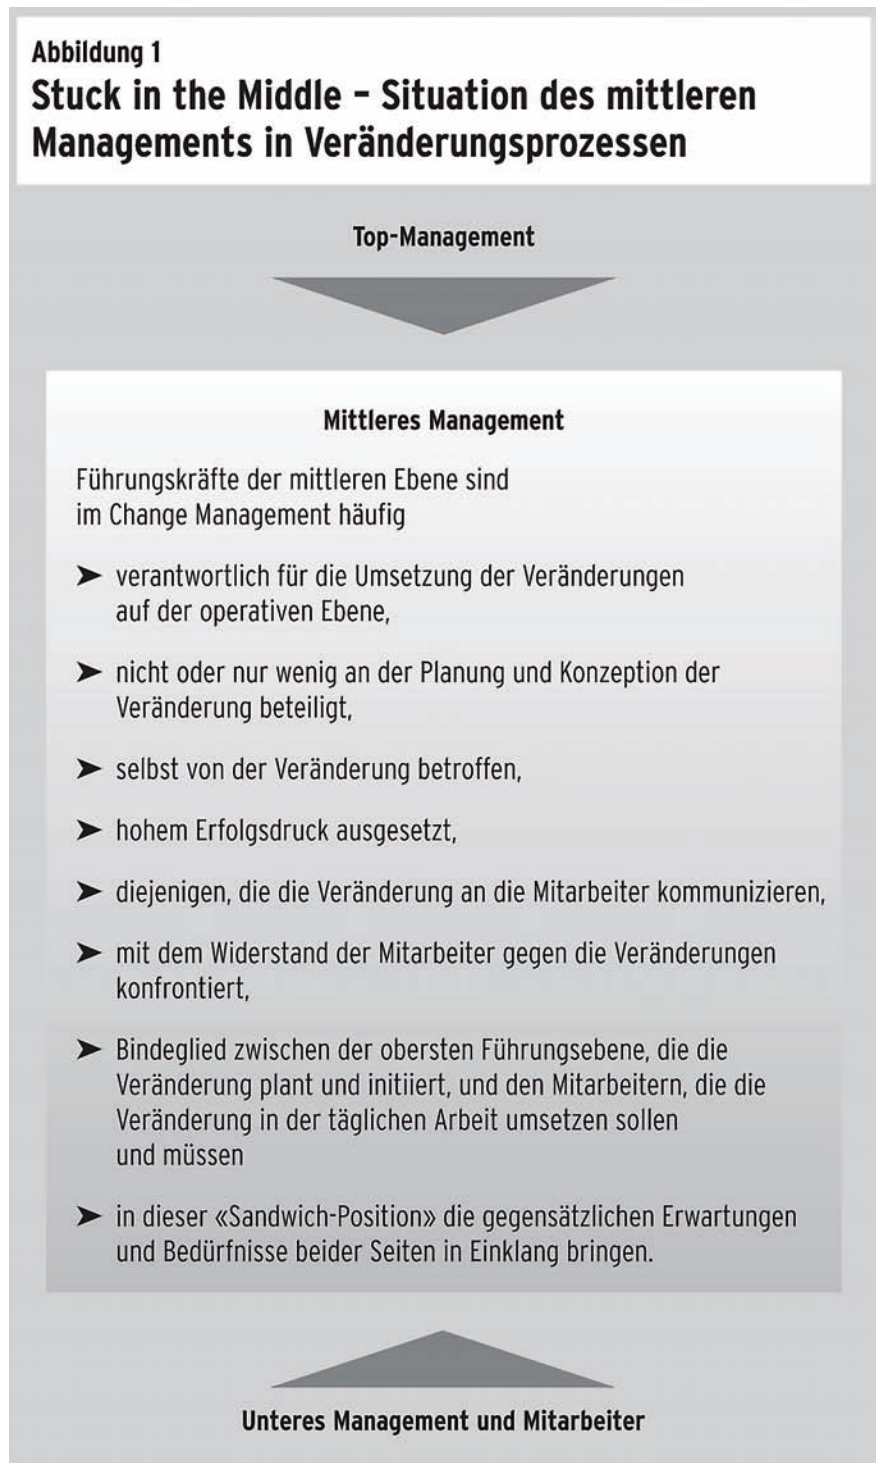 Abbildung 1
Stuck in the Middle – Situation des mittleren
Managements in Veränderungsprozessen
Top-Management
Mittleres Management
Führungskräfte der mittleren Ebene sind
im Change Management häufig
➤ verantwortlich für die Umsetzung der Veränderungen
auf der operativen Ebene,
➤ nicht oder nur wenig an der Planung und Konzeption der
Veränderung beteiligt,
➤ selbst von der Veränderung betroffen,
➤ hohem Erfolgsdruck ausgesetzt,
➤ diejenigen, die die Veränderung an die Mitarbeiter kommunizieren,
➤ mit dem Widerstand der Mitarbeiter gegen die Veränderungen
konfrontiert,
➤ Bindeglied zwischen der obersten Führungsebene, die die
Veränderung plant und initiiert, und den Mitarbeitern, die die
Veränderung in der täglichen Arbeit umsetzen sollen
und müssen
➤ in dieser «Sandwich-Position» die gegensätzlichen Erwartungen
und Bedürfnisse beider Seiten in Einklang bringen.
Unteres Management und Mitarbeiter